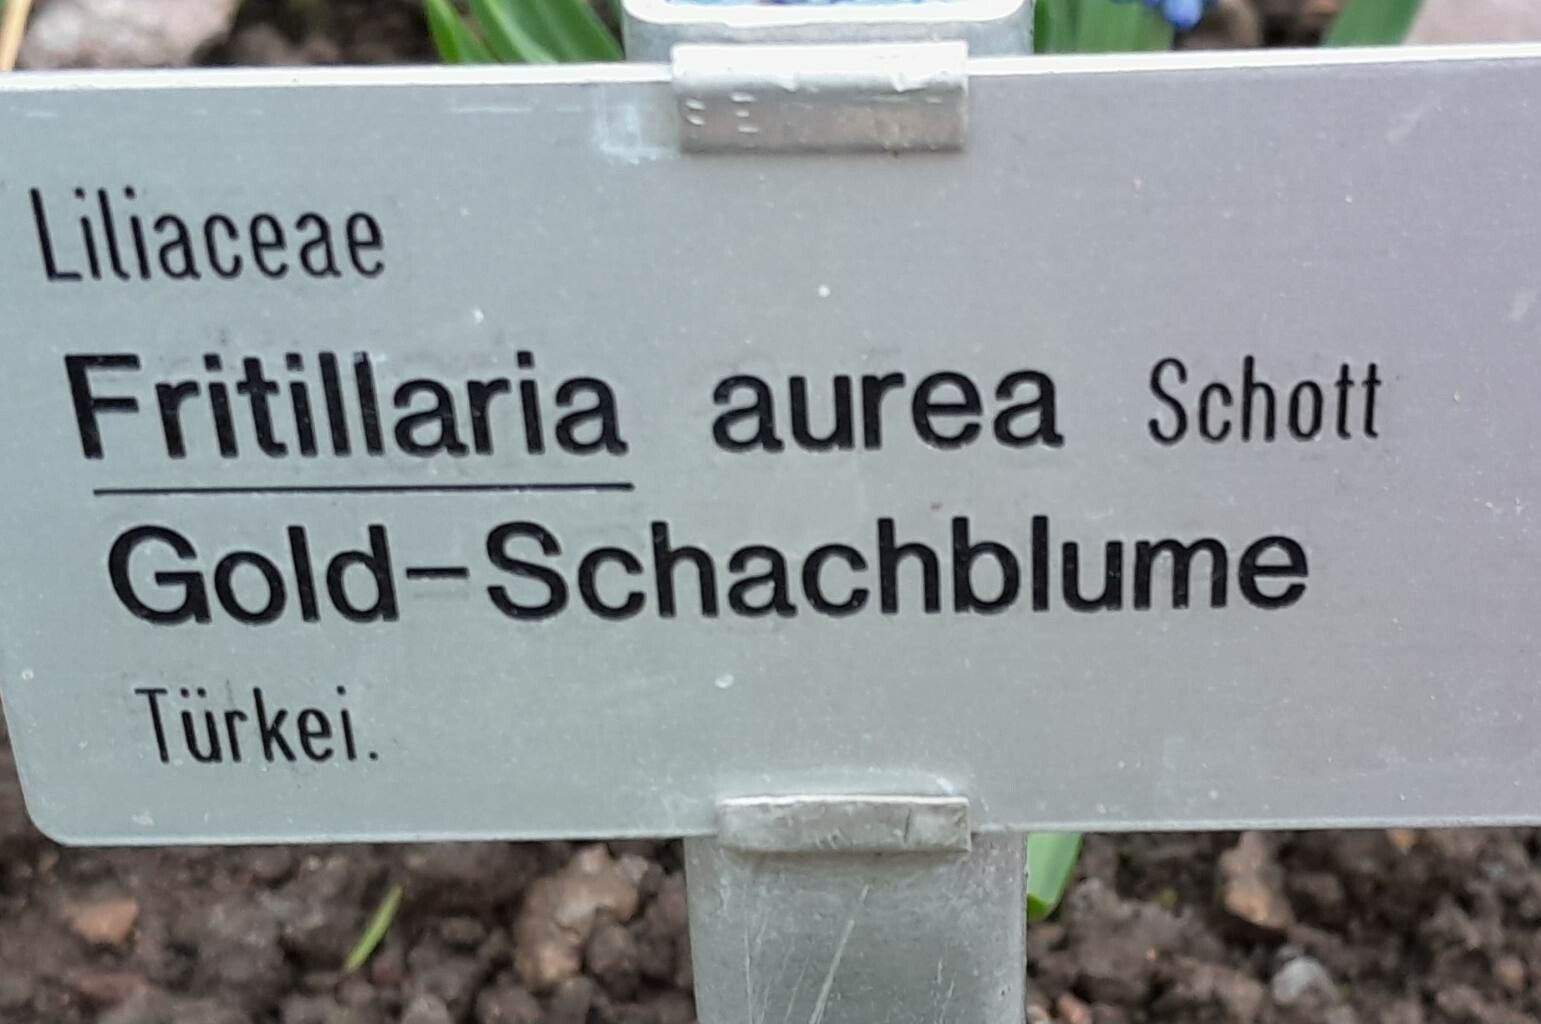 Liliaceae
Fritillaria aurea Schott
Gold-Schachblume
Türkei.